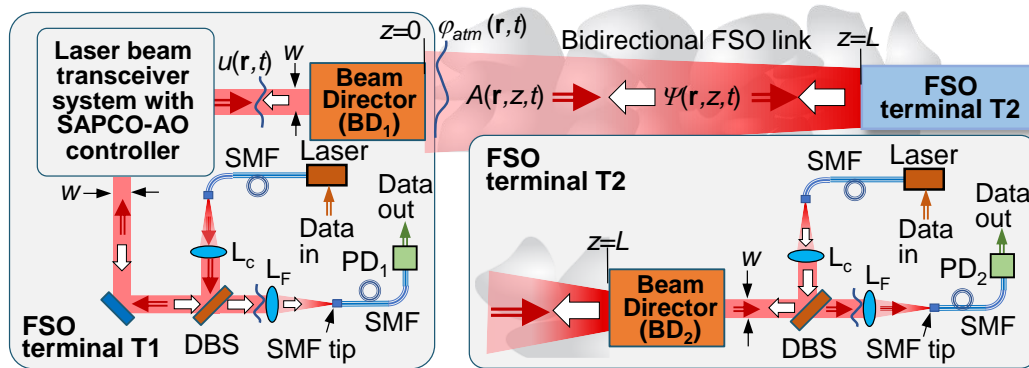 Laser beam
transceiver
system with
SAPCO-AO
controller
u(r,t)
w
Beam
Director
(BD₁)
z=0
φatm(r,t)
Bidirectional FSO link
z=L
A(r,z,t)
Ψ(r,z,t)
FSO
terminal T2
w
SMF
Laser
Data
in
Data
out
PD₁
Lc
LF
SMF
DBS
SMF tip
FSO
terminal T1
FSO
terminal T2
SMF
Laser
Data
in
Data
out
PD₂
z=L
Beam
Director
(BD₂)
w
Lc
LF
SMF
DBS
SMF tip